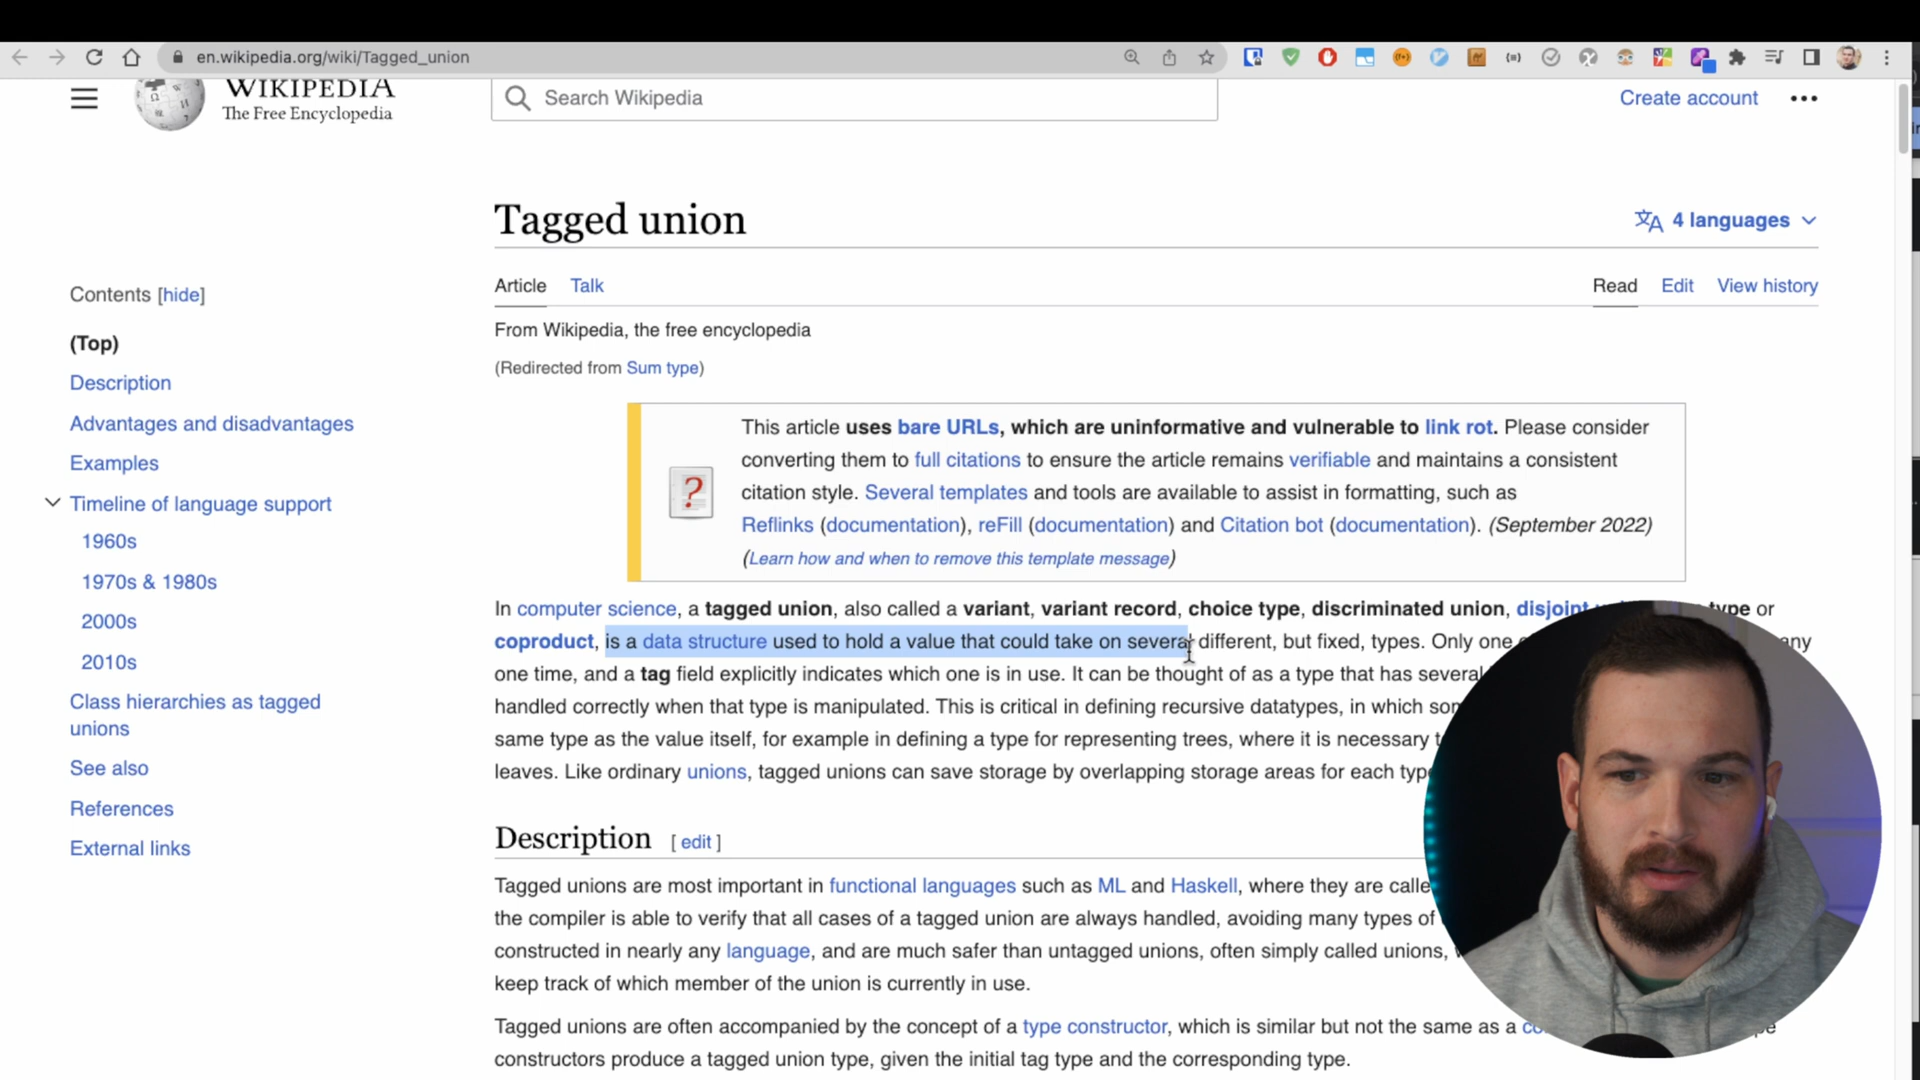 en.wikipedia.org/wiki/Tagged_union
WIKIPEDIA
The Free Encyclopedia
Search Wikipedia
Create account
Tagged union
4 languages
Article Talk
Read Edit View history
From Wikipedia, the free encyclopedia
(Redirected from Sum type)
This article uses bare URLs, which are uninformative and vulnerable to link rot. Please consider
converting them to full citations to ensure the article remains verifiable and maintains a consistent
citation style. Several templates and tools are available to assist in formatting, such as
Reflinks (documentation), reFill (documentation) and Citation bot (documentation). (September 2022)
(Learn how and when to remove this template message)
Contents [hide]
(Top)
Description
Advantages and disadvantages
Examples
Timeline of language support
1960s
1970s & 1980s
2000s
2010s
Class hierarchies as tagged
unions
See also
References
External links
In computer science, a tagged union, also called a variant, variant record, choice type, discriminated union, disjoint type or
coproduct, is a data structure used to hold a value that could take on several different, but fixed, types. Only one any
one time, and a tag field explicitly indicates which one is in use. It can be thought of as a type that has several
handled correctly when that type is manipulated. This is critical in defining recursive datatypes, in which
same type as the value itself, for example in defining a type for representing trees, where it is necessary
leaves. Like ordinary unions, tagged unions can save storage by overlapping storage areas for each
Description [ edit ]
Tagged unions are most important in functional languages such as ML and Haskell, where they are
the compiler is able to verify that all cases of a tagged union are always handled, avoiding many types of
constructed in nearly any language, and are much safer than untagged unions, often simply called unions,
keep track of which member of the union is currently in use.
Tagged unions are often accompanied by the concept of a type constructor, which is similar but not the same as a
constructors produce a tagged union type, given the initial tag type and the corresponding type.